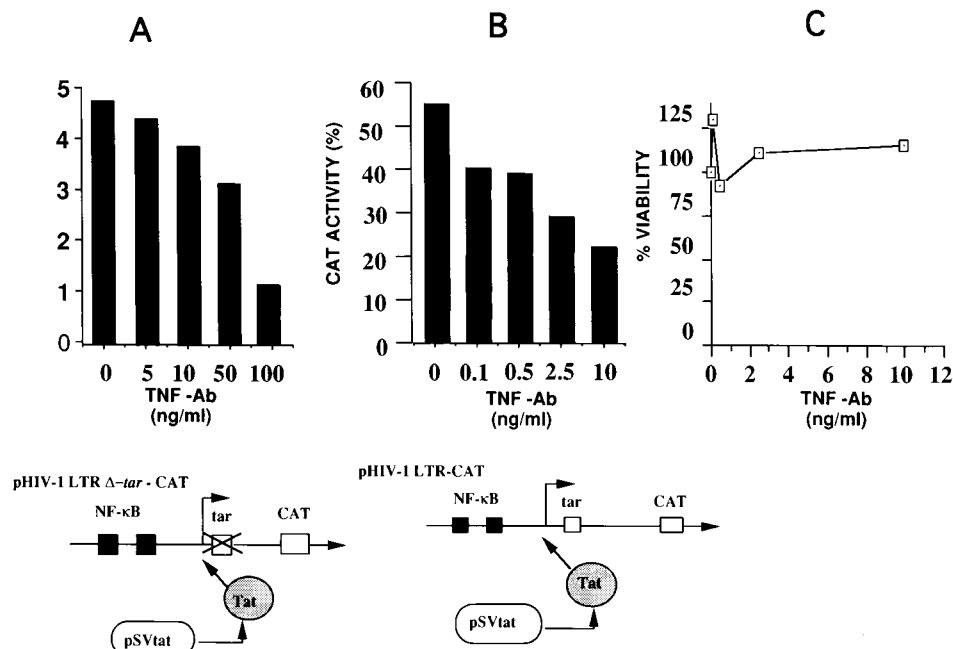 A
B
C
5
4
3
2
1
0
0 5 10 50 100
TNF -Ab
(ng/ml)
CAT ACTIVITY (%)
60
50
40
30
20
10
0
0 0.1 0.5 2.5 10
TNF -Ab
(ng/ml)
% VIABILITY
125
100
75
50
25
0
0 2 4 6 8 10 12
TNF -Ab
(ng/ml)
pHIV-1 LTR Δ-tar - CAT
NF-κB
tar
CAT
Tat
pSVtat
pHIV-1 LTR-CAT
NF-κB
tar
CAT
Tat
pSVtat